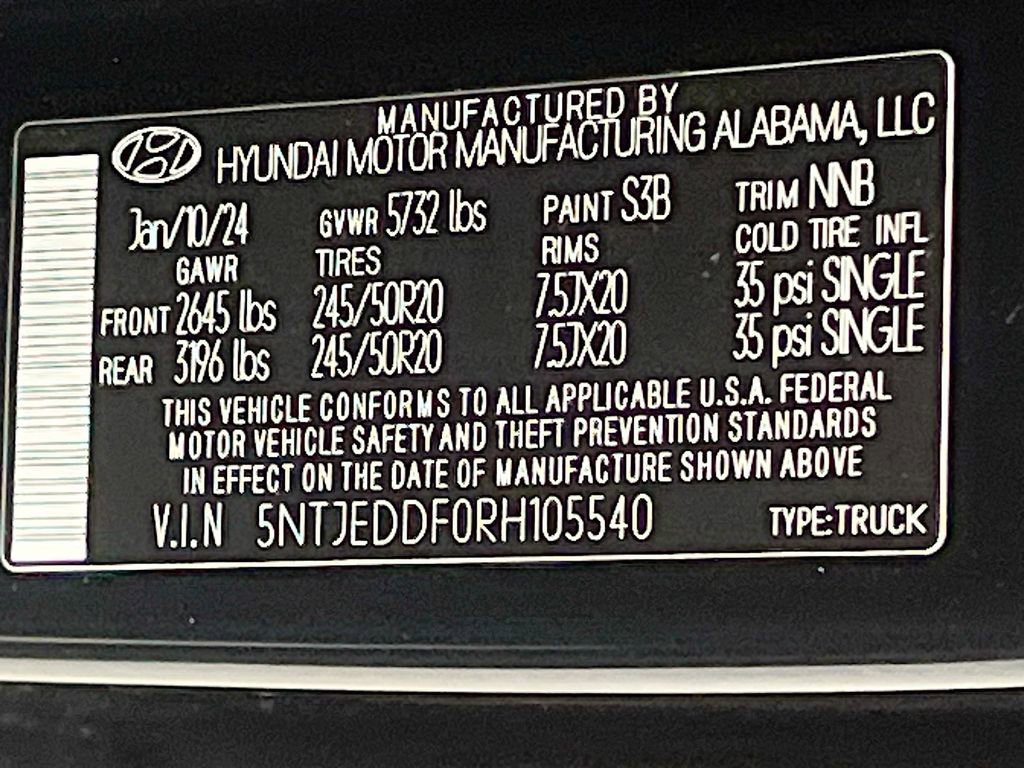 MANUFACTURED BY
HYUNDAI MOTOR MANUFACTURING ALABAMA, LLC
Jan/10/24 GVWR 5732 lbs PAINT S3B TRIM NNB
GAWR TIRES RIMS COLD TIRE INFL
FRONT 2645 lbs 245/50R20 7.5JX20 35 psi SINGLE
REAR 3196 lbs 245/50R20 7.5JX20 35 psi SINGLE
THIS VEHICLE CONFORMS TO ALL APPLICABLE U.S.A. FEDERAL
MOTOR VEHICLE SAFETY AND THEFT PREVENTION STANDARDS
IN EFFECT ON THE DATE OF MANUFACTURE SHOWN ABOVE
V.I.N 5NTJEDDF0RH105540 TYPE:TRUCK